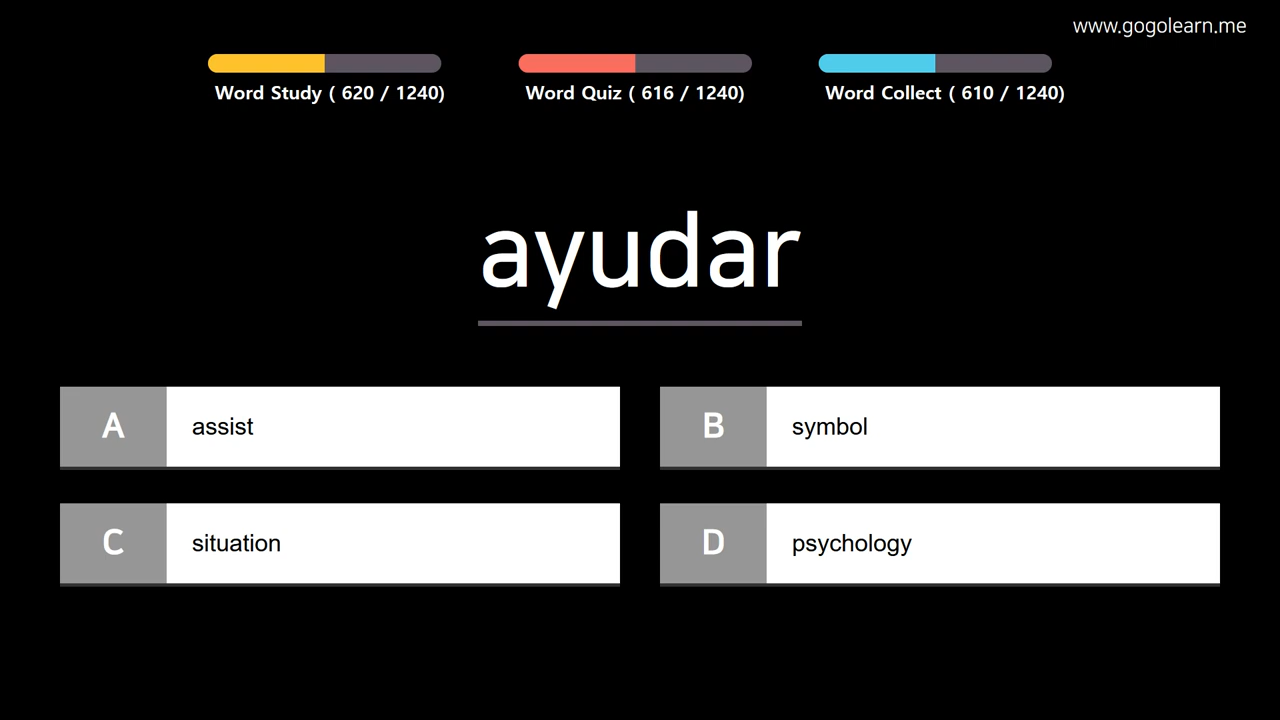 www.gogolearn.me
Word Study ( 620 / 1240)
Word Quiz ( 616 / 1240)
Word Collect ( 610 / 1240)
ayudar
A assist
B symbol
C situation
D psychology